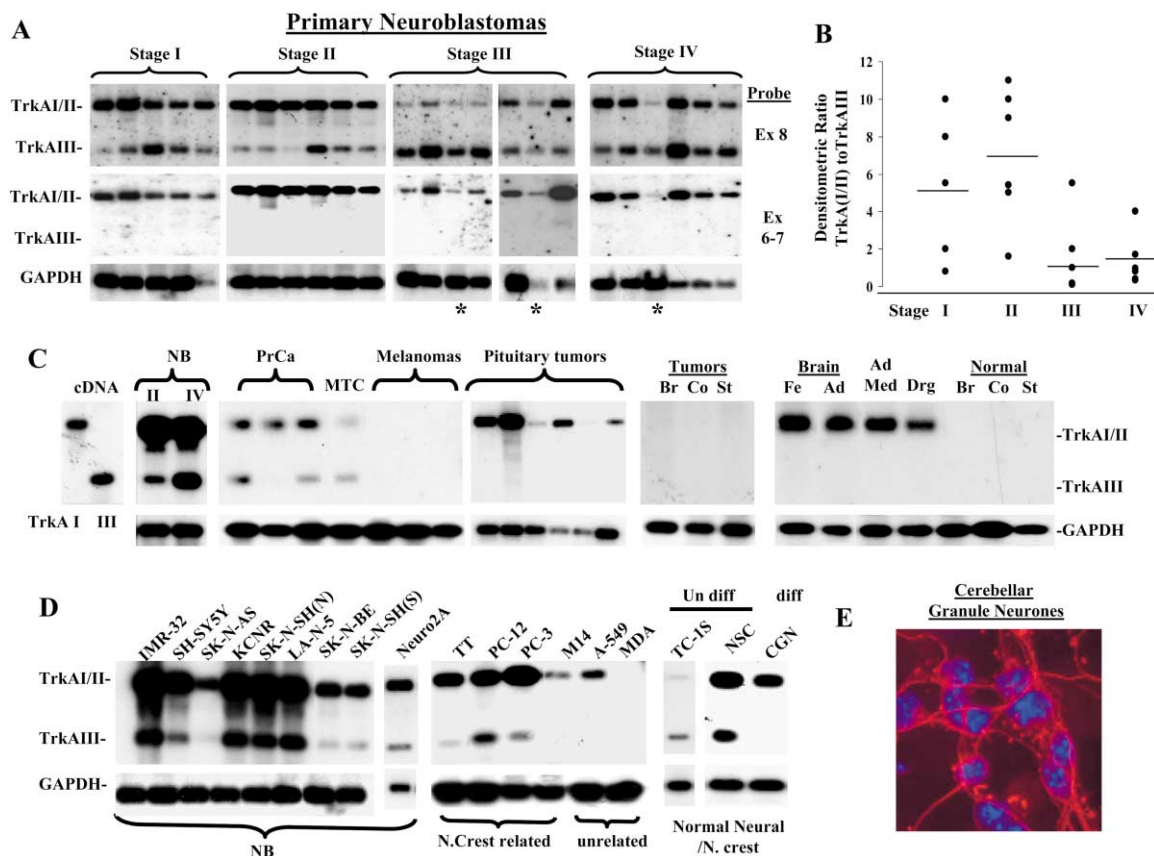 A
Primary Neuroblastomas
Stage I
Stage II
Stage III
Stage IV
TrkAI/II-
TrkAIII-
Probe
Ex 8
TrkAI/II-
TrkAIII-
Ex
6-7
GAPDH
* * *
B
Densitometric Ratio
TrkA(I/II) toTrkAIII
12
10
8
6
4
2
0
Stage I II III IV
C
cDNA
NB
II IV
PrCa
MTC
Melanomas
Pituitary tumors
Tumors
Br Co St
Brain
Fe Ad
Ad
Med
Drg
Normal
Br Co St
-TrkAI/II
-TrkAIII
TrkA I III
-GAPDH
D
IMR-32
SH-SY5Y
SK-N-AS
KCNR
SK-N-SH(N)
LA-N-5
SK-N-BE
SK-N-SH(S)
Neuro2A
TT
PC-12
PC-3
M14
A-549
MDA
Un diff
diff
TC-1S
NSC
CGN
TrkAI/II-
TrkAIII-
GAPDH-
NB
N.Crest related
unrelated
Normal Neural
/N. crest
E
Cerebellar
Granule Neurones